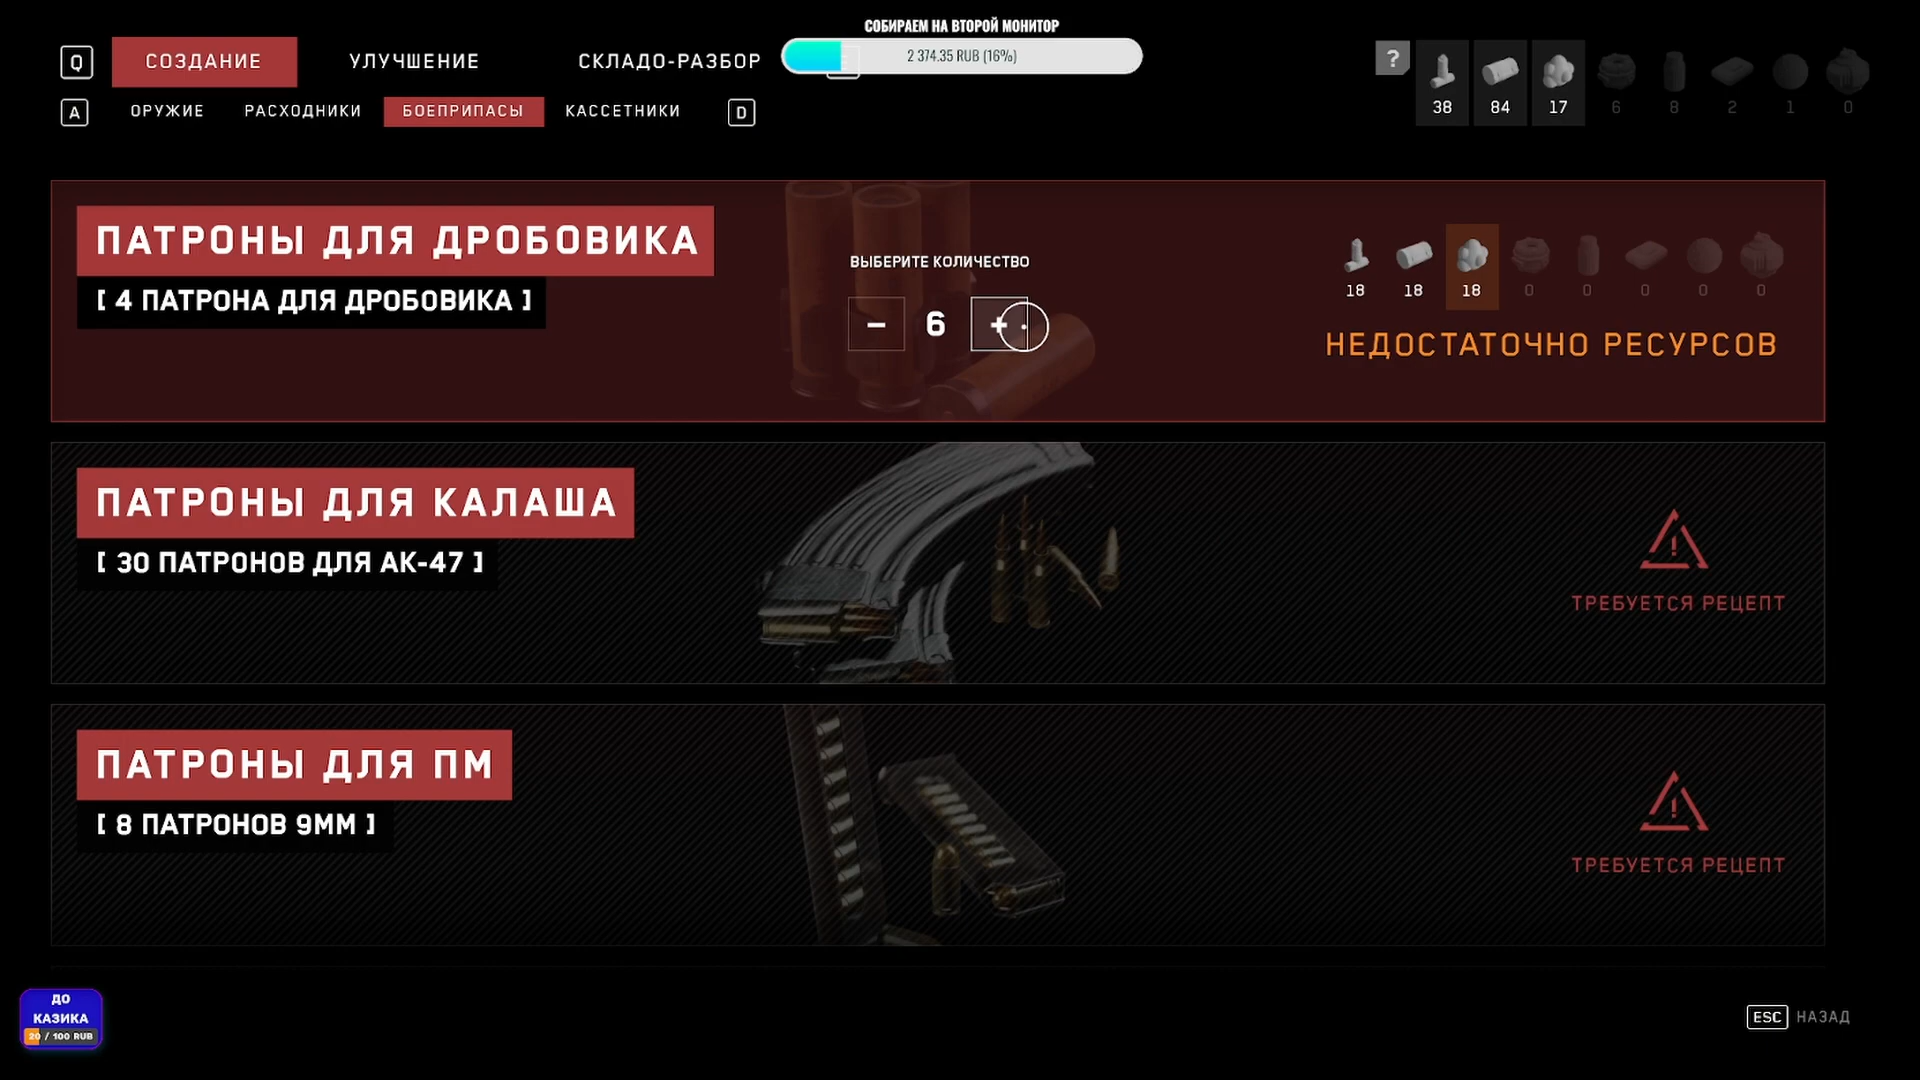 СОБИРАЕМ НА ВТОРОЙ МОНИТОР
2 374.35 RUB (16%)
Q СОЗДАНИЕ УЛУЧШЕНИЕ СКЛАДО-РАЗБОР
A ОРУЖИЕ РАСХОДНИКИ БОЕПРИПАСЫ КАССЕТНИКИ D
?
38 84 17 6 8 2 1 0
ПАТРОНЫ ДЛЯ ДРОБОВИКА
[ 4 ПАТРОНА ДЛЯ ДРОБОВИКА ]
ВЫБЕРИТЕ КОЛИЧЕСТВО
− 6 +
18 18 18 0 0 0 0 0
НЕДОСТАТОЧНО РЕСУРСОВ
ПАТРОНЫ ДЛЯ КАЛАША
[ 30 ПАТРОНОВ ДЛЯ АК-47 ]
ТРЕБУЕТСЯ РЕЦЕПТ
ПАТРОНЫ ДЛЯ ПМ
[ 8 ПАТРОНОВ 9ММ ]
ТРЕБУЕТСЯ РЕЦЕПТ
ДО
КАЗИКА
20 / 100 RUB
ESC НАЗАД